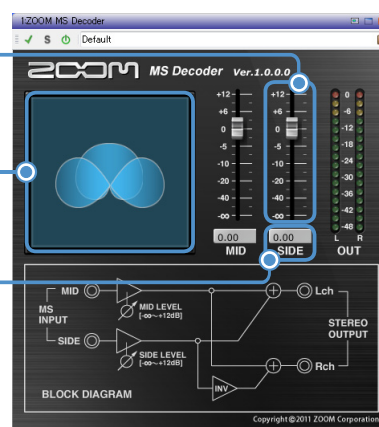 1:ZOOM MS Decoder
S Default
ZOOM MS Decoder Ver.1.0.0.0
+12 +12 0
+6 +6 -6
0 0 -12
-5 -5 -18
-10 -10 -24
-20 -20 -30
-40 -40 -36
-∞ -∞ -42
-48
0.00 0.00 L R
MID SIDE OUT
MID
MS
INPUT
MID LEVEL
[-∞~+12dB]
Lch
SIDE
SIDE LEVEL
[-∞~+12dB]
STEREO
OUTPUT
Rch
INV
BLOCK DIAGRAM
Copyright@2011 ZOOM Corporation